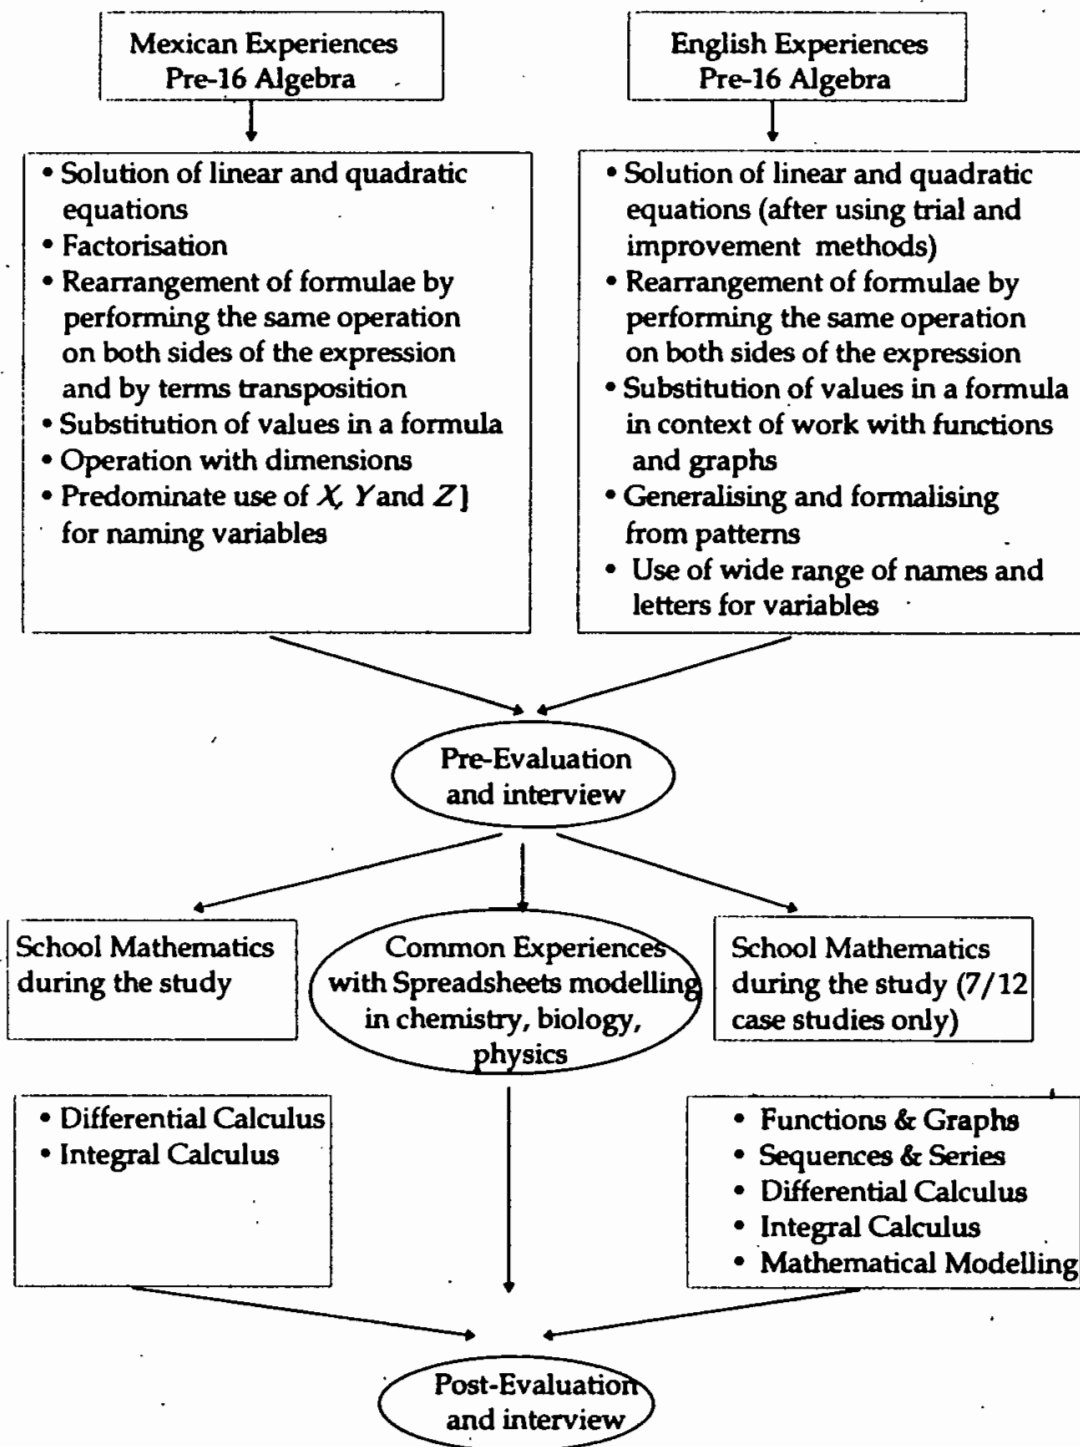 Mexican Experiences
Pre-16 Algebra
English Experiences
Pre-16 Algebra
• Solution of linear and quadratic
equations
• Factorisation
• Rearrangement of formulae by
performing the same operation
on both sides of the expression
and by terms transposition
• Substitution of values in a formula
• Operation with dimensions
• Predominate use of X, Y and Z]
for naming variables
• Solution of linear and quadratic
equations (after using trial and
improvement methods)
• Rearrangement of formulae by
performing the same operation
on both sides of the expression
• Substitution of values in a formula
in context of work with functions
and graphs
• Generalising and formalising
from patterns
• Use of wide range of names and
letters for variables
Pre-Evaluation
and interview
School Mathematics
during the study
Common Experiences
with Spreadsheets modelling
in chemistry, biology,
physics
School Mathematics
during the study (7/12
case studies only)
• Differential Calculus
• Integral Calculus
• Functions & Graphs
• Sequences & Series
• Differential Calculus
• Integral Calculus
• Mathematical Modelling
Post-Evaluation
and interview